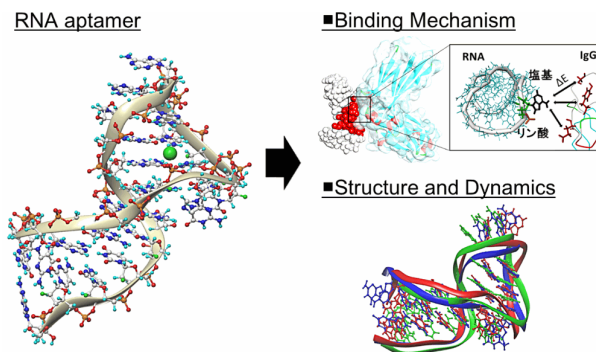 RNA aptamer
■Binding Mechanism
RNA
塩基
IgG
ΔE
リン酸
■Structure and Dynamics